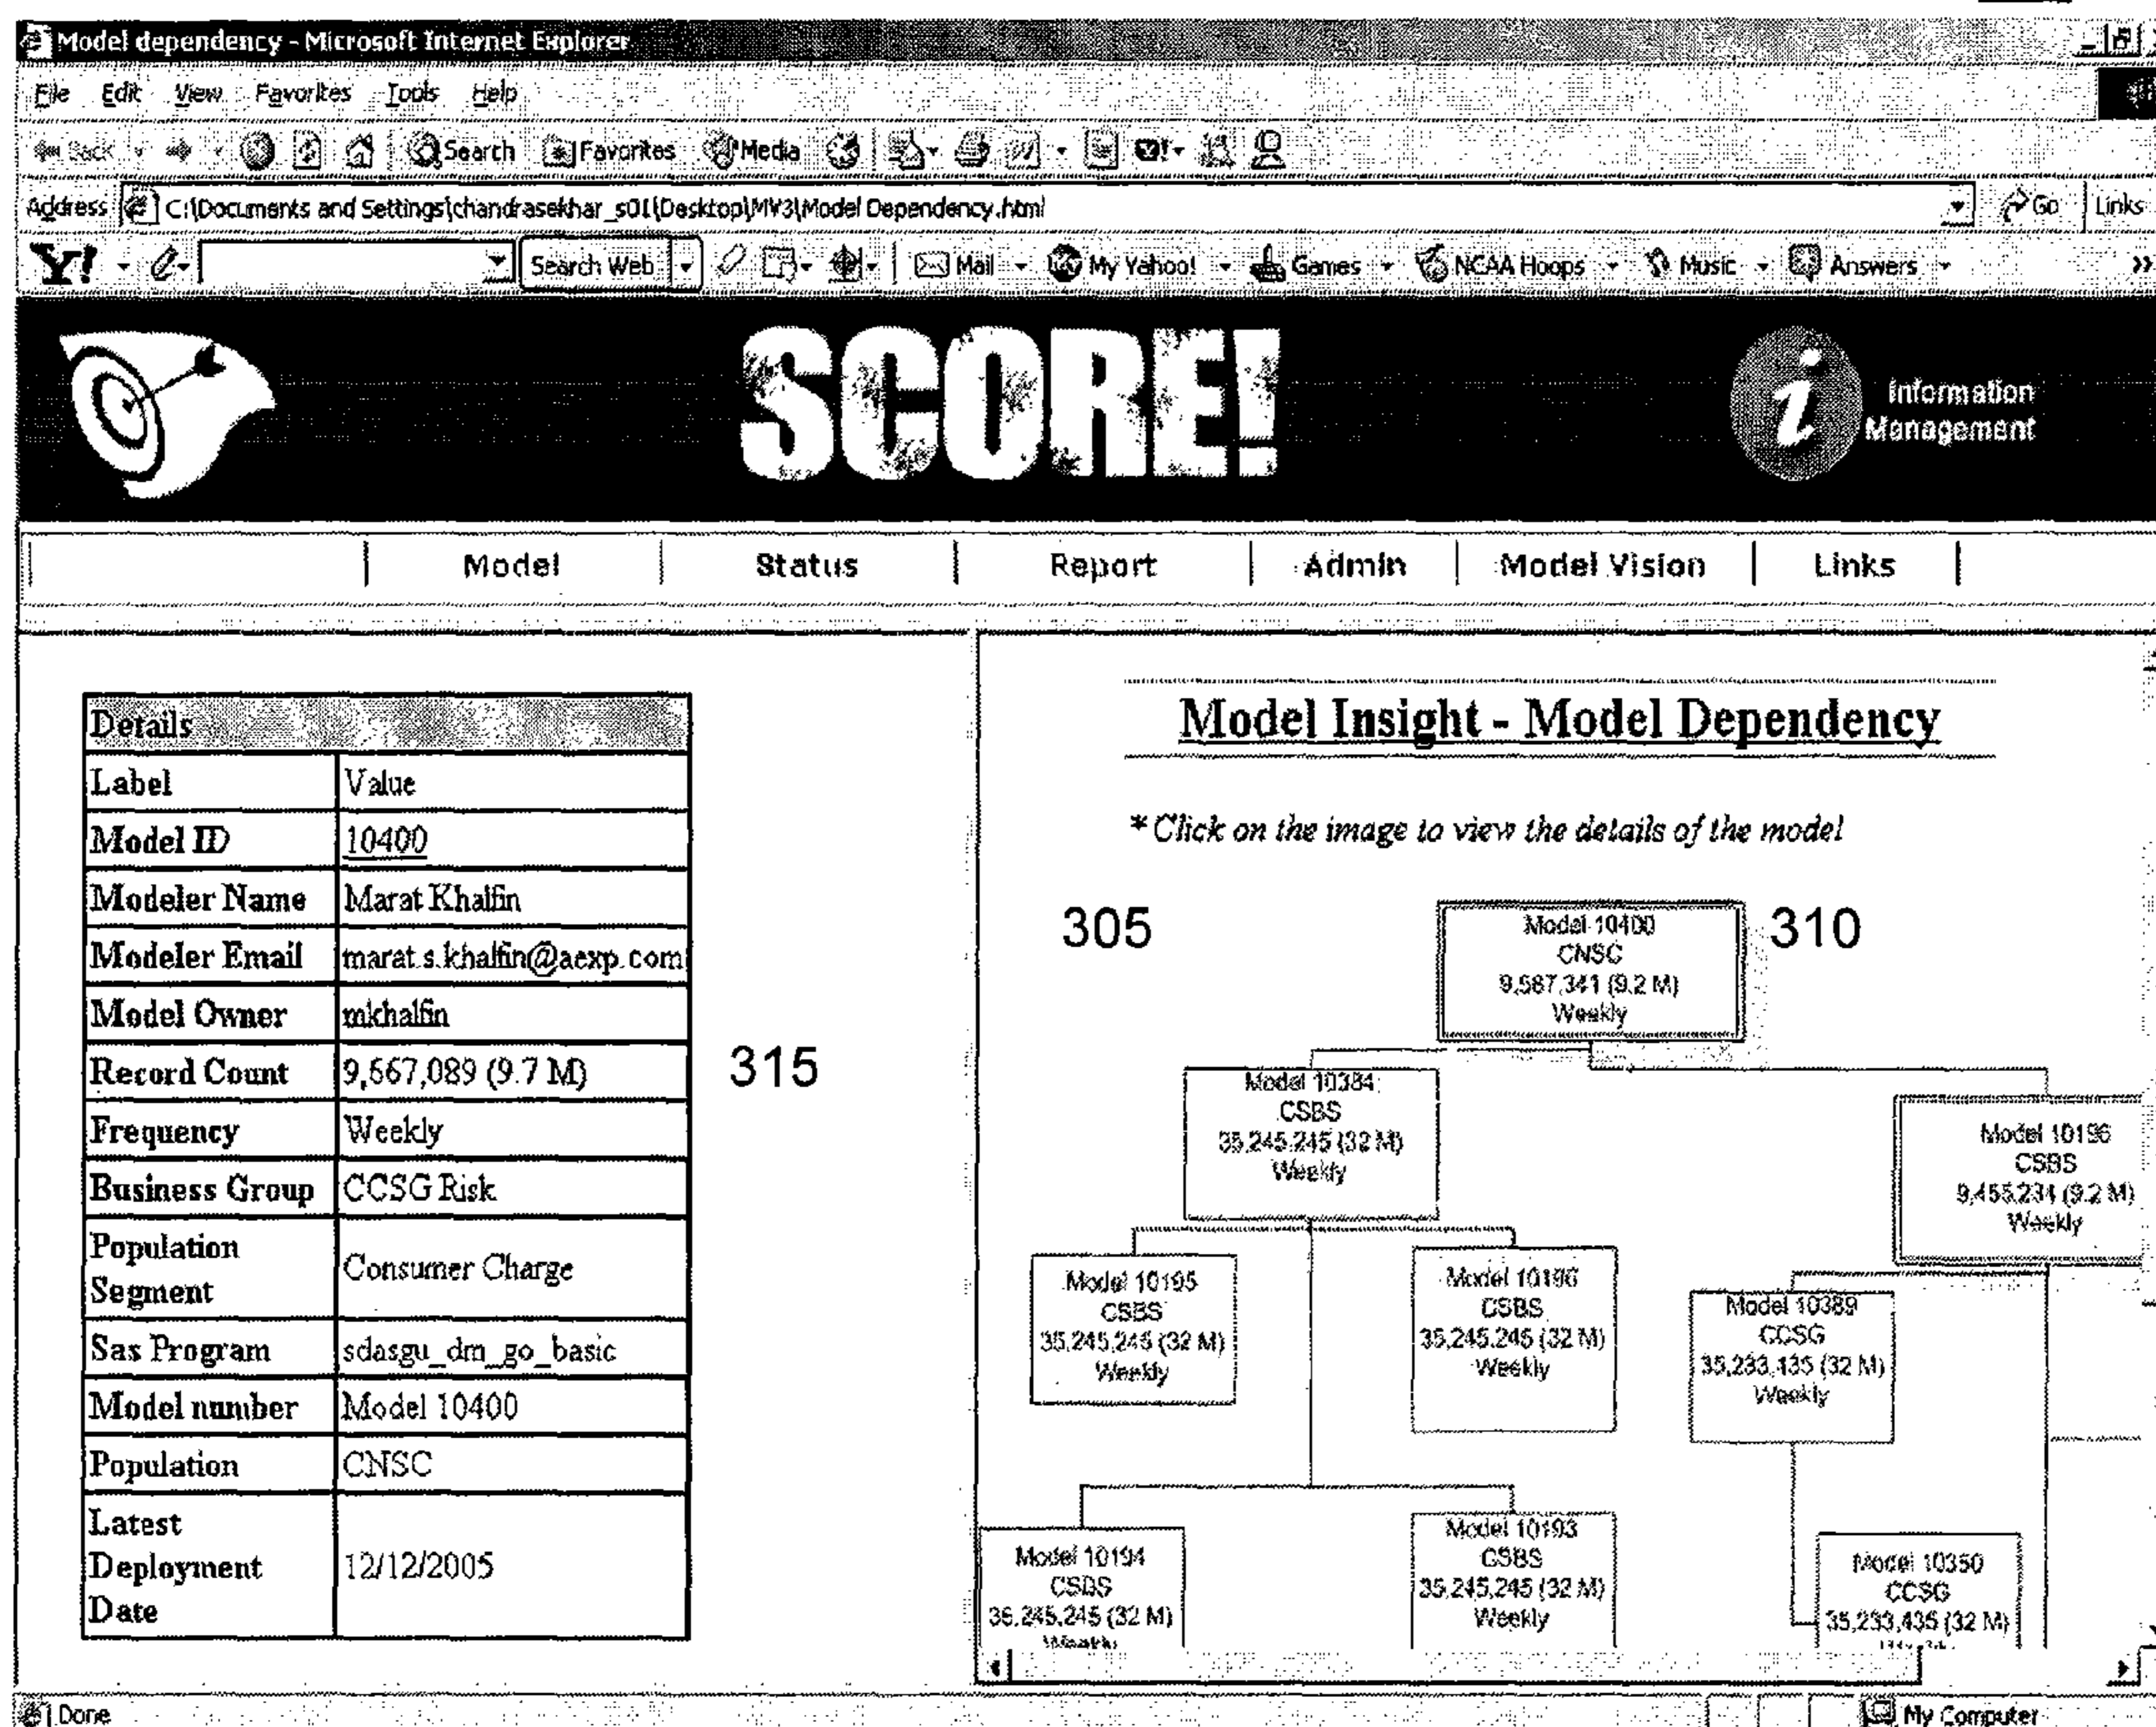 Model dependency - Microsoft Internet Explorer
File Edit View Favorites Tools Help
Back Search Favorites Media
Address C:\Documents and Settings\chandrasekhar_s01\Desktop\MV3\Model Dependency.html Go Links
Y! Search Web Mail My Yahoo! Games NCAA Hoops Music Answers »
SCORE!
i Information
Management
Model Status Report Admin Model Vision Links
Details
Label Value
Model ID 10400
Modeler Name Marat Khalfin
Modeler Email marat.s.khalfin@aexp.com
Model Owner mkhalfin
Record Count 9,667,089 (9.7 M)
Frequency Weekly
Business Group CCSG Risk
Population
Segment
Consumer Charge
Sas Program sdasgu_dm_go_basic
Model number Model 10400
Population CNSC
Latest
Deployment
Date
12/12/2005
315
Model Insight - Model Dependency
* Click on the image to view the details of the model
305
310
Model 10400
CNSC
9,587,341 (9.2 M)
Weekly
Model 10384
CSBS
35,245,245 (32 M)
Weekly
Model 10196
CSBS
9,455,234 (9.2 M)
Weekly
Model 10195
CSBS
35,245,245 (32 M)
Weekly
Model 10196
CSBS
35,245,245 (32 M)
Weekly
Model 10389
CCSG
35,233,435 (32 M)
Weekly
Model 10194
CSBS
35,245,245 (32 M)
Weekly
Model 10193
CSBS
35,245,245 (32 M)
Weekly
Model 10350
CCSG
35,233,435 (32 M)
Done
My Computer